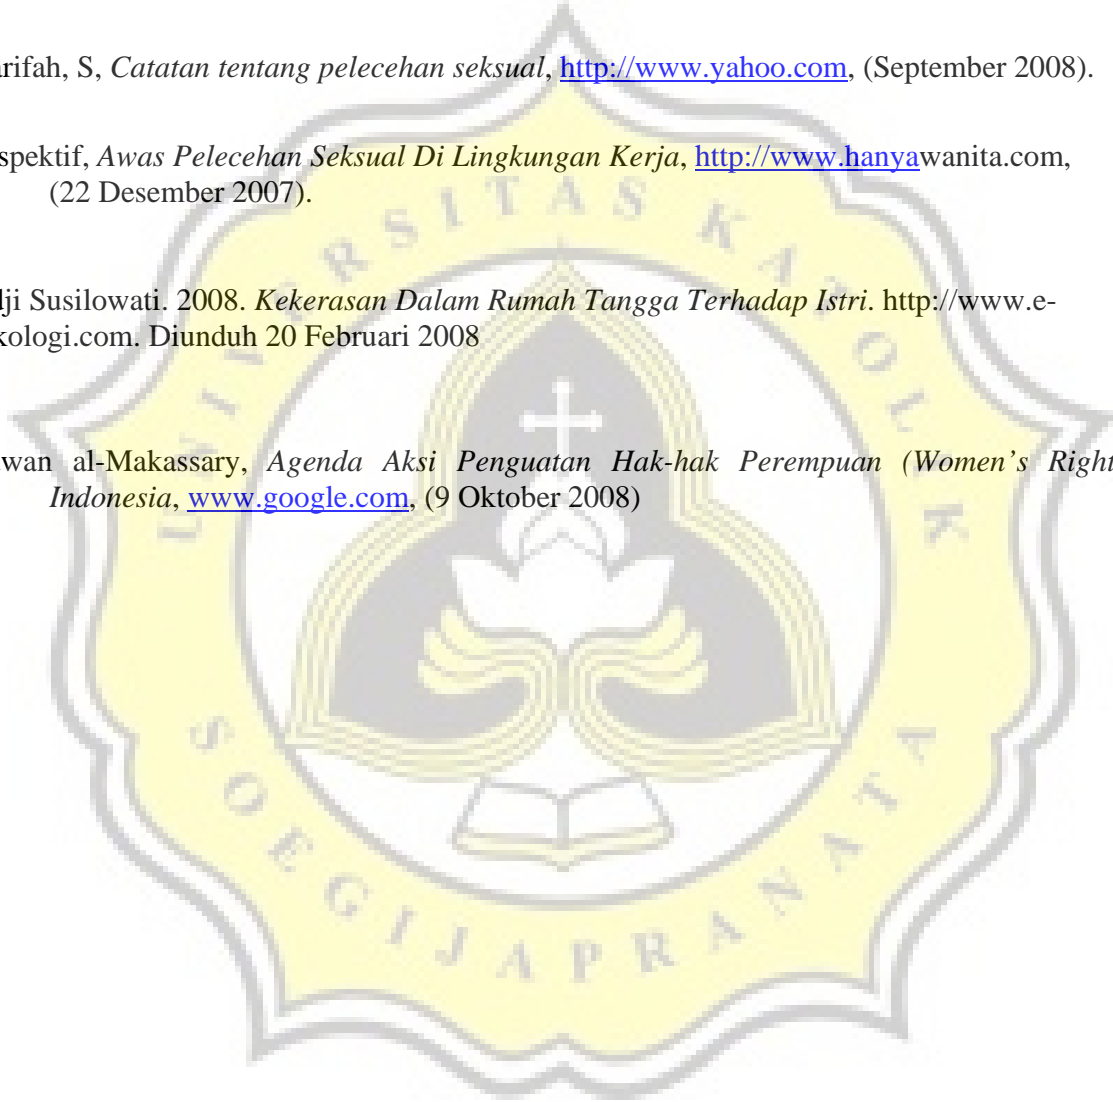 arifah, S, Catatan tentang pelecehan seksual, http://www.yahoo.com, (September 2008).
spektif, Awas Pelecehan Seksual Di Lingkungan Kerja, http://www.hanyawanita.com,
(22 Desember 2007).
lji Susilowati. 2008. Kekerasan Dalam Rumah Tangga Terhadap Istri. http://www.e-
kologi.com. Diunduh 20 Februari 2008
wan al-Makassary, Agenda Aksi Penguatan Hak-hak Perempuan (Women’s Right
Indonesia, www.google.com, (9 Oktober 2008)
UNIVERSITAS KATOLIK
SOEGIJAPRANATA